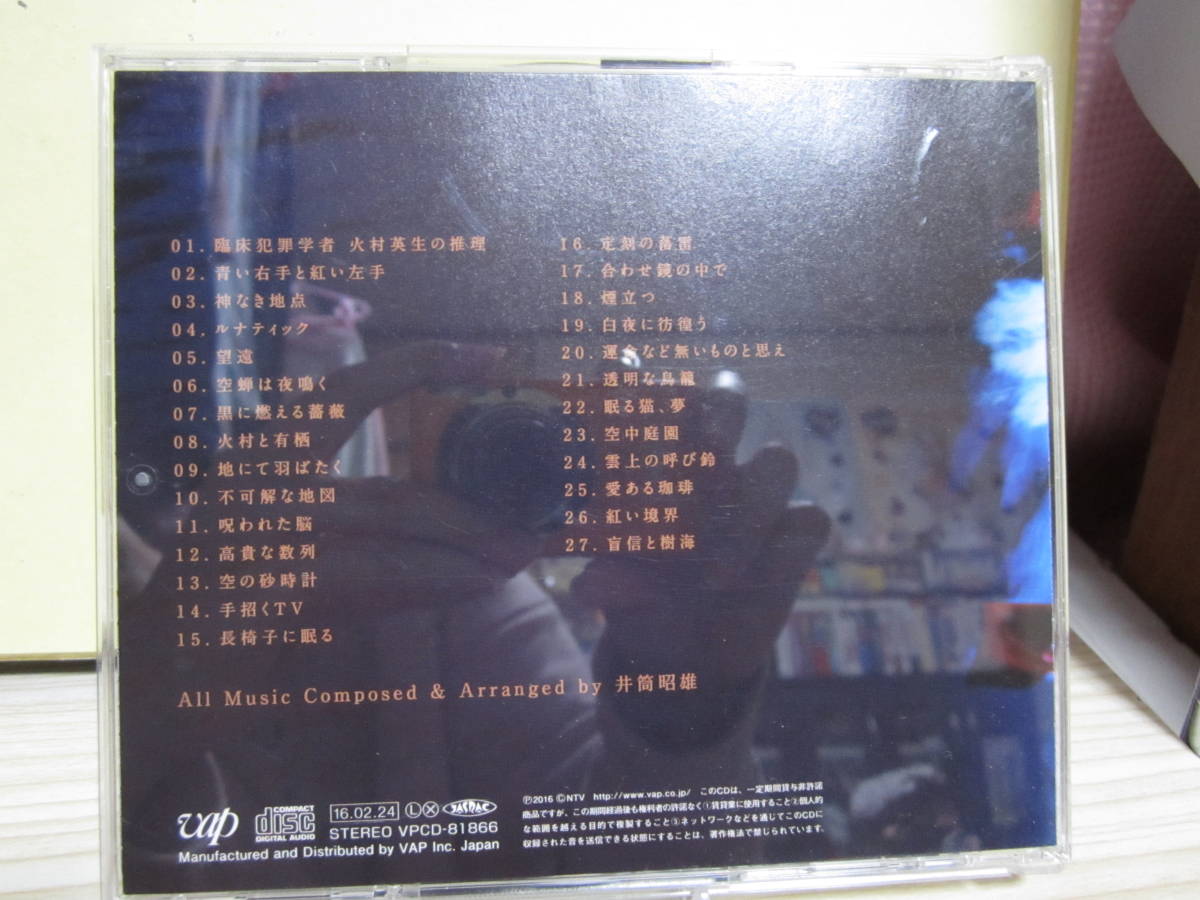 01. 臨床犯罪学者 火村英生の推理
02. 青い右手と紅い左手
03. 神なき地点
04. ルナティック
05. 望遠
06. 空蝉は夜鳴く
07. 黒に燃える薔薇
08. 火村と有栖
09. 地にて羽ばたく
10. 不可解な地図
11. 呪われた脳
12. 高貴な数列
13. 空の砂時計
14. 手招くTV
15. 長椅子に眠る
16. 定刻の蓄雷
17. 合わせ鏡の中で
18. 煙立つ
19. 白夜に彷徨う
20. 運命など無いものと思え
21. 透明な鳥籠
22. 眠る猫、夢
23. 空中庭園
24. 雲上の呼び鈴
25. 愛ある珈琲
26. 紅い境界
27. 盲信と樹海
All Music Composed & Arranged by 井筒昭雄
vap
COMPACT
disc
DIGITAL AUDIO
16.02.24 Ⓛ Ⓧ JASRAC
STEREO VPCD-81866
Manufactured and Distributed by VAP Inc. Japan
℗2016 ©NTV http://www.vap.co.jp/ このCDは、一定期間貸与非許諾
商品ですが、この期間経過後も権利者の許諾なく①賃貸業に使用すること②個人的
な範囲を越える目的で複製すること③ネットワークなどを通じてこのCDに
収録された音を送信できる状態にすることは、著作権法で禁じられています。